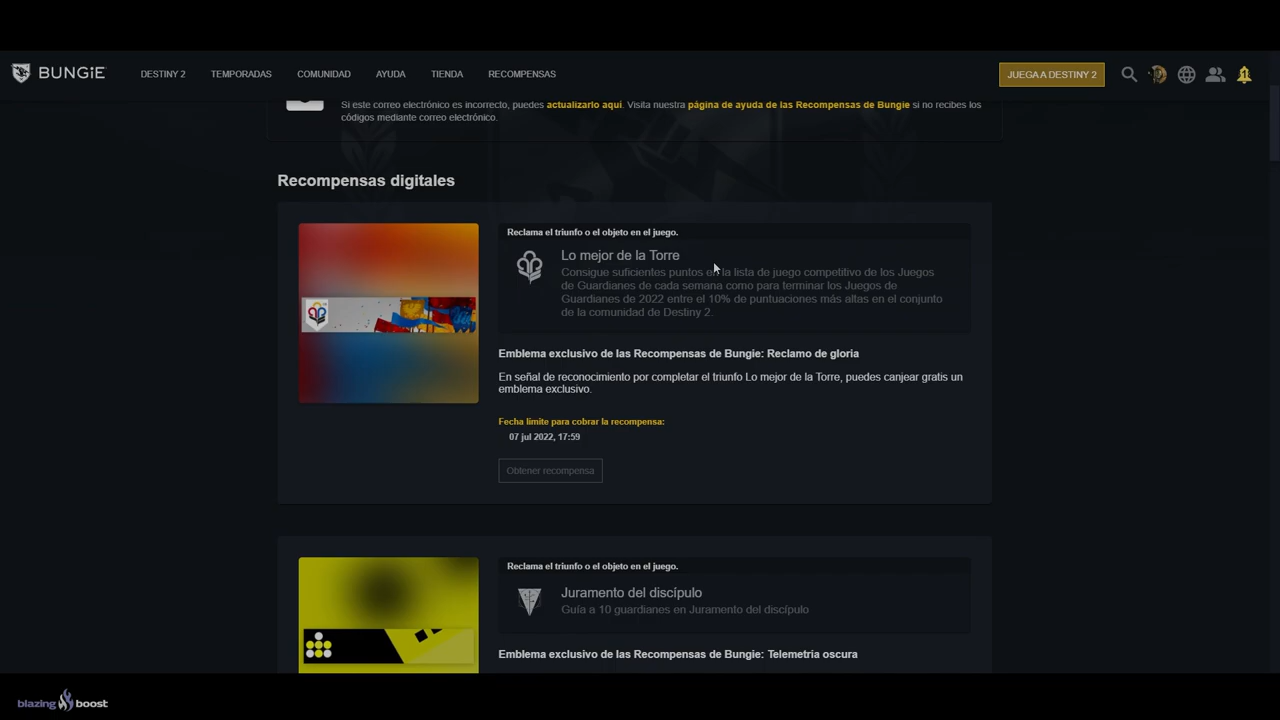 BUNGiE
DESTINY 2
TEMPORADAS
COMUNIDAD
AYUDA
TIENDA
RECOMPENSAS
JUEGA A DESTINY 2
1
Si este correo electrónico es incorrecto, puedes actualizarlo aquí. Visita nuestra página de ayuda de las Recompensas de Bungie si no recibes los
códigos mediante correo electrónico.
Recompensas digitales
Reclama el triunfo o el objeto en el juego.
Lo mejor de la Torre
Consigue suficientes puntos en la lista de juego competitivo de los Juegos
de Guardianes de cada semana como para terminar los Juegos de
Guardianes de 2022 entre el 10% de puntuaciones más altas en el conjunto
de la comunidad de Destiny 2.
Emblema exclusivo de las Recompensas de Bungie: Reclamo de gloria
En señal de reconocimiento por completar el triunfo Lo mejor de la Torre, puedes canjear gratis un
emblema exclusivo.
Fecha límite para cobrar la recompensa:
07 jul 2022, 17:59
Obtener recompensa
Reclama el triunfo o el objeto en el juego.
Juramento del discípulo
Guía a 10 guardianes en Juramento del discípulo
Emblema exclusivo de las Recompensas de Bungie: Telemetría oscura
blazing boost